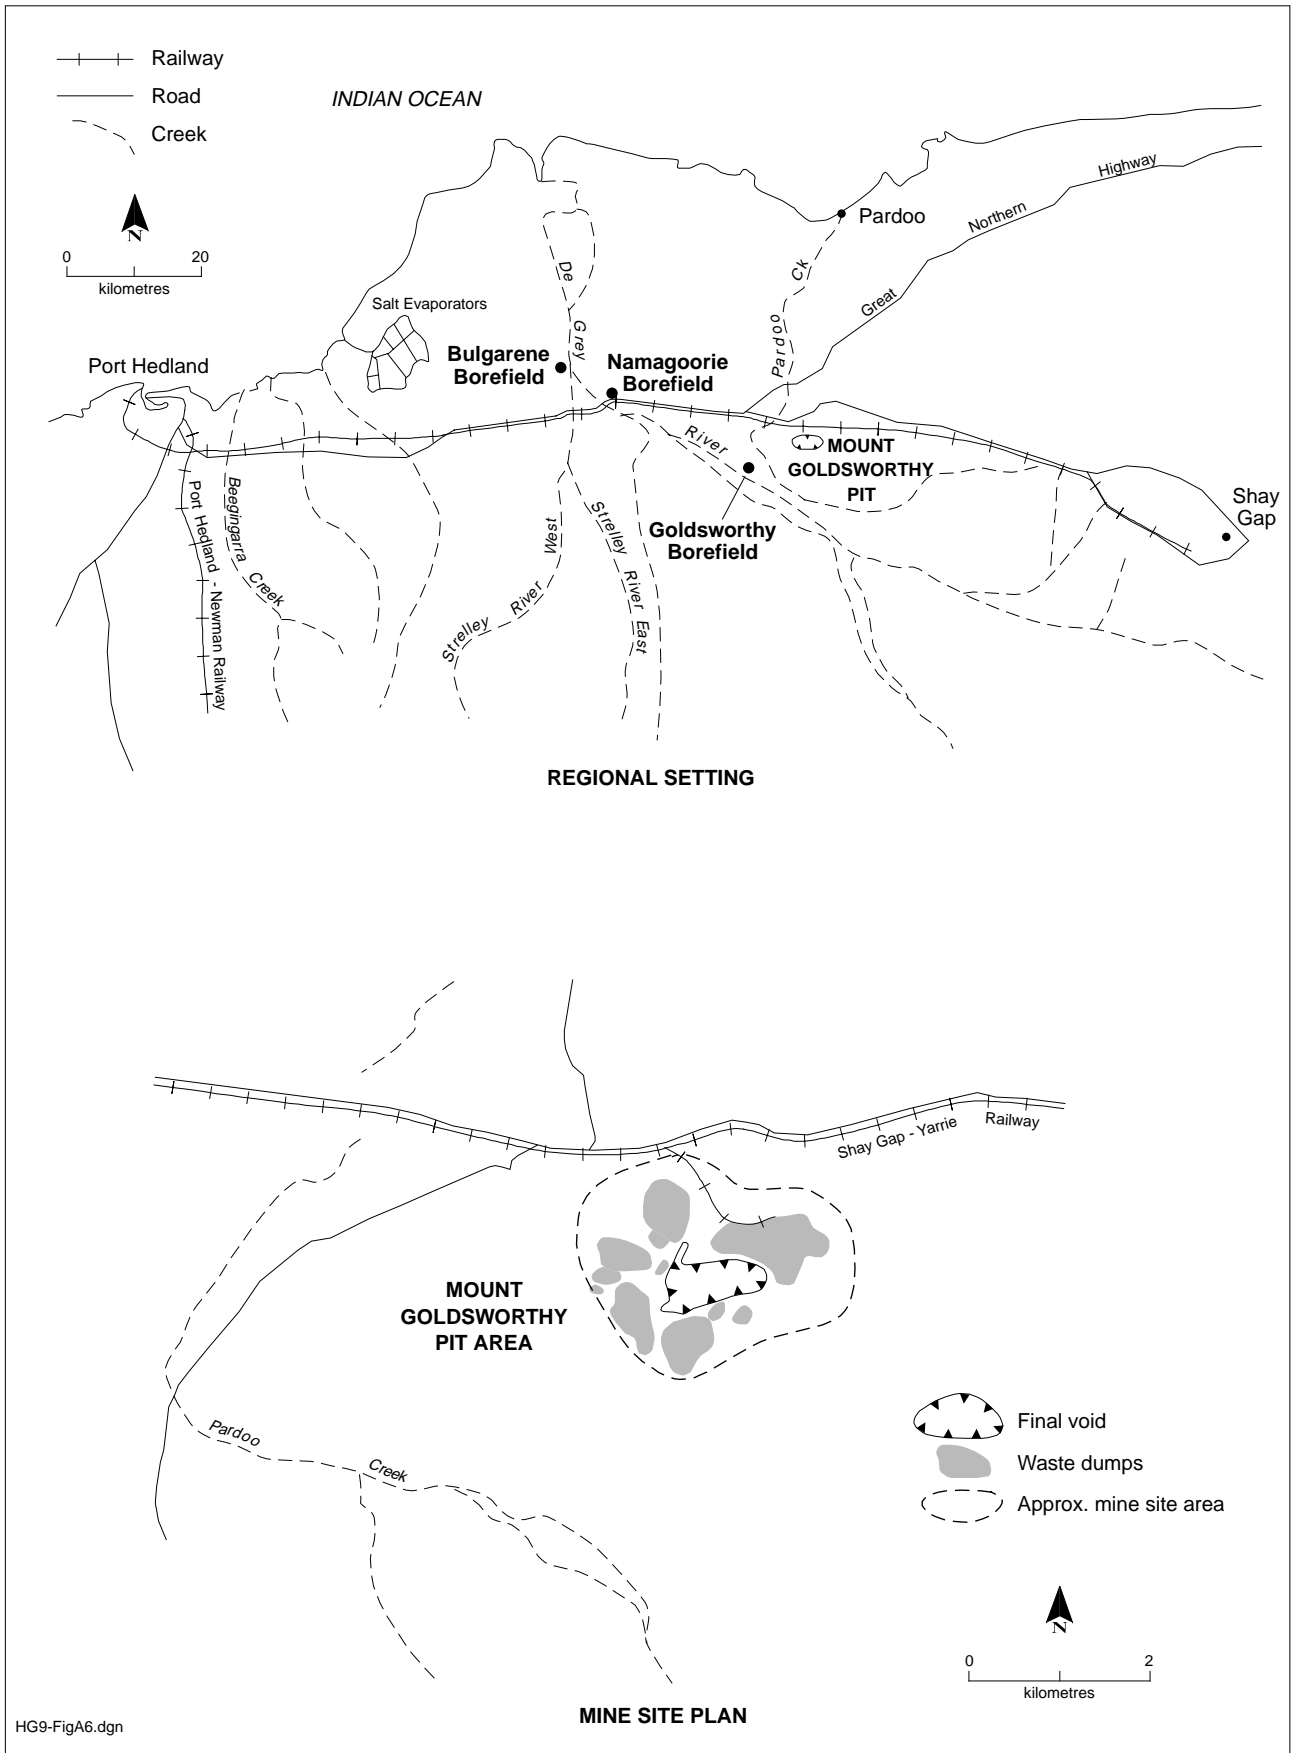 Railway
Road
Creek
INDIAN OCEAN
N
0 20
kilometres
Highway
Northern
Great
Pardoo
Pardoo Ck
De Grey
River
Salt Evaporators
Port Hedland
Bulgarene
Borefield
Namagoorie
Borefield
MOUNT
GOLDSWORTHY
PIT
Goldsworthy
Borefield
Shay
Gap
Port Hedland - Newman Railway
Beegingarra Creek
Strelley River West
Strelley River East
REGIONAL SETTING
Shay Gap - Yarrie Railway
MOUNT
GOLDSWORTHY
PIT AREA
Pardoo Creek
Final void
Waste dumps
Approx. mine site area
N
0 2
kilometres
MINE SITE PLAN
HG9-FigA6.dgn